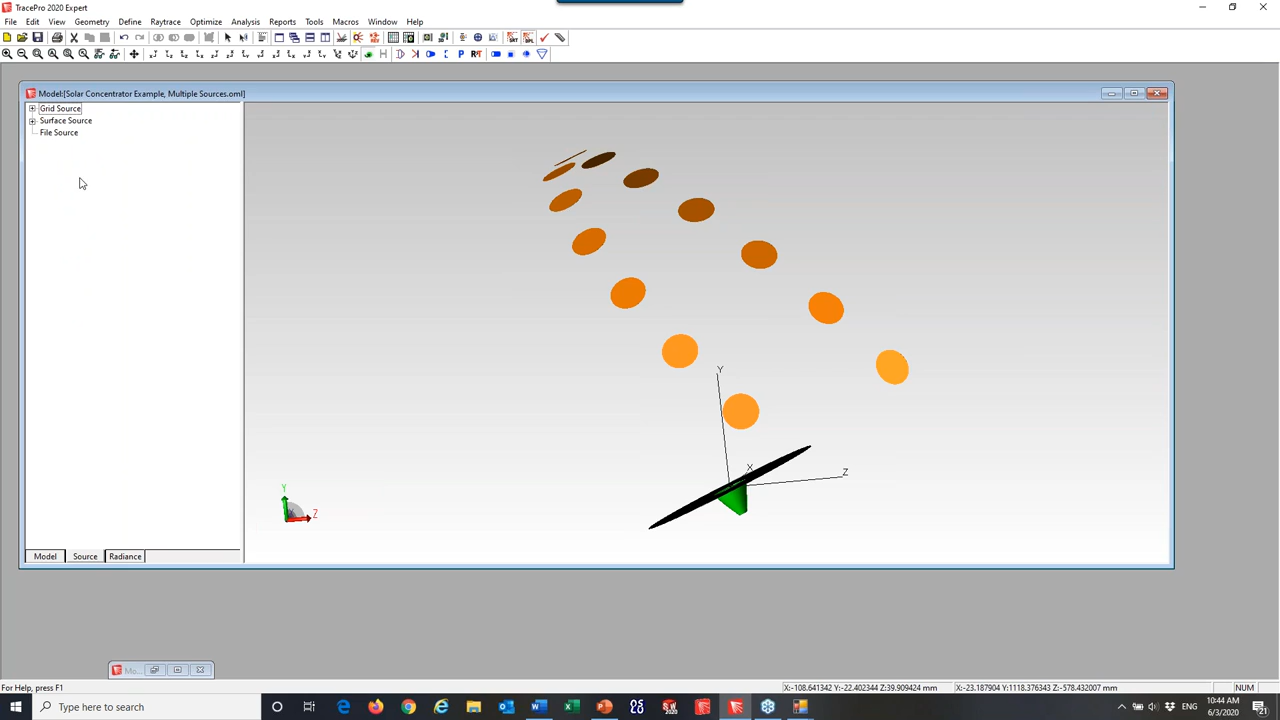 TracePro 2020 Expert
File Edit View Geometry Define Raytrace Optimize Analysis Reports Tools Macros Window Help
Model:[Solar Concentrator Example, Multiple Sources.oml]
Grid Source
Surface Source
File Source
Y
X
Z
Y
Z
Model Source Radiance
Mo...
For Help, press F1
X:-108.641342 Y:-22.402344 Z:39.909424 mm
X:-23.187904 Y:1118.376343 Z:-578.432007 mm
NUM
Type here to search
10:44 AM
6/3/2020